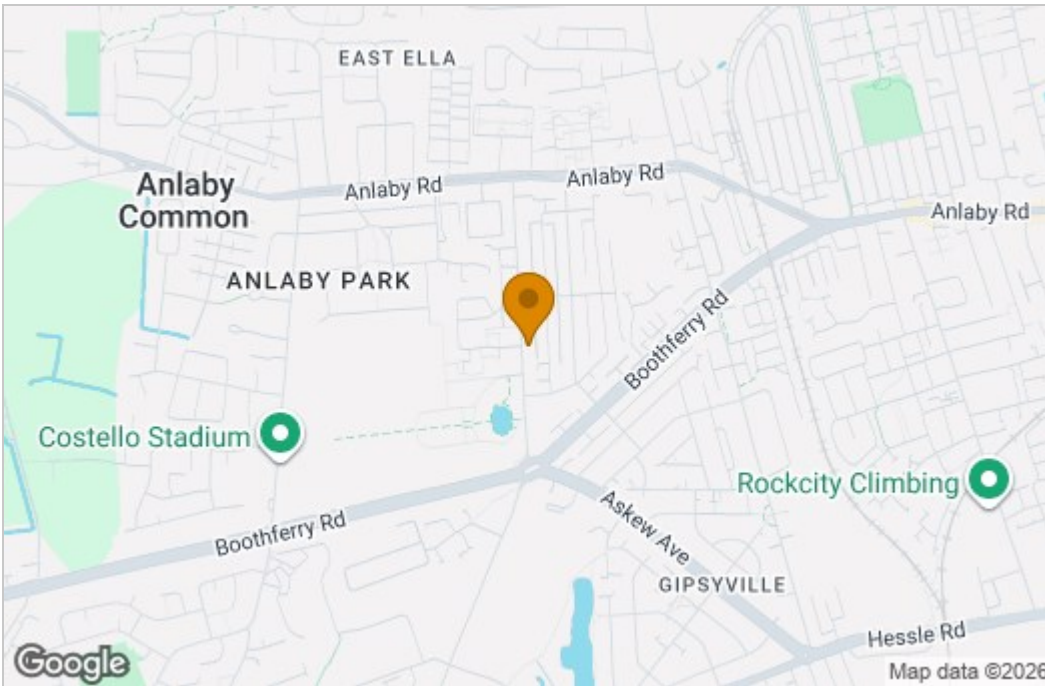 EAST ELLA
Anlaby Rd
Anlaby Rd
Anlaby
Common
Anlaby Rd
ANLABY PARK
Boothferry Rd
Costello Stadium
Rockcity Climbing
Boothferry Rd
Askew Ave
GIPSYVILLE
Hessle Rd
Google
Map data ©2026